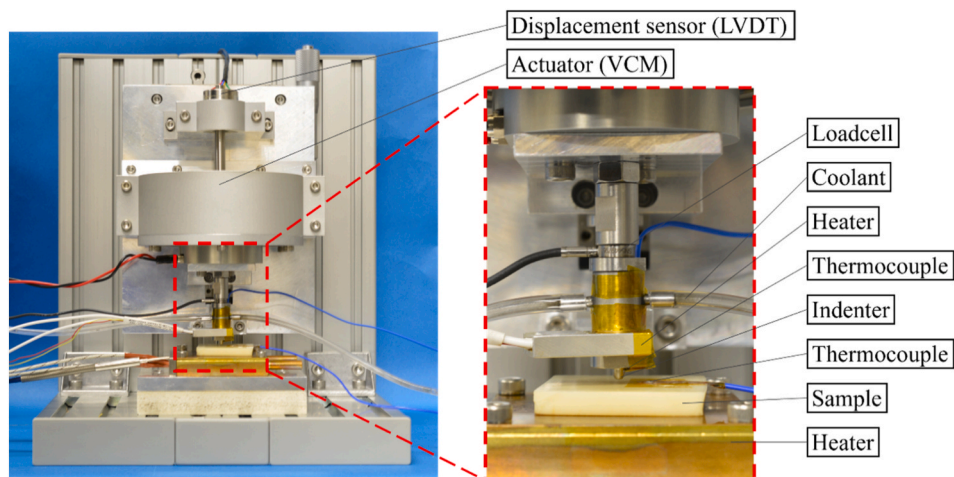 Displacement sensor (LVDT)
Actuator (VCM)
Loadcell
Coolant
Heater
Thermocouple
Indenter
Thermocouple
Sample
Heater